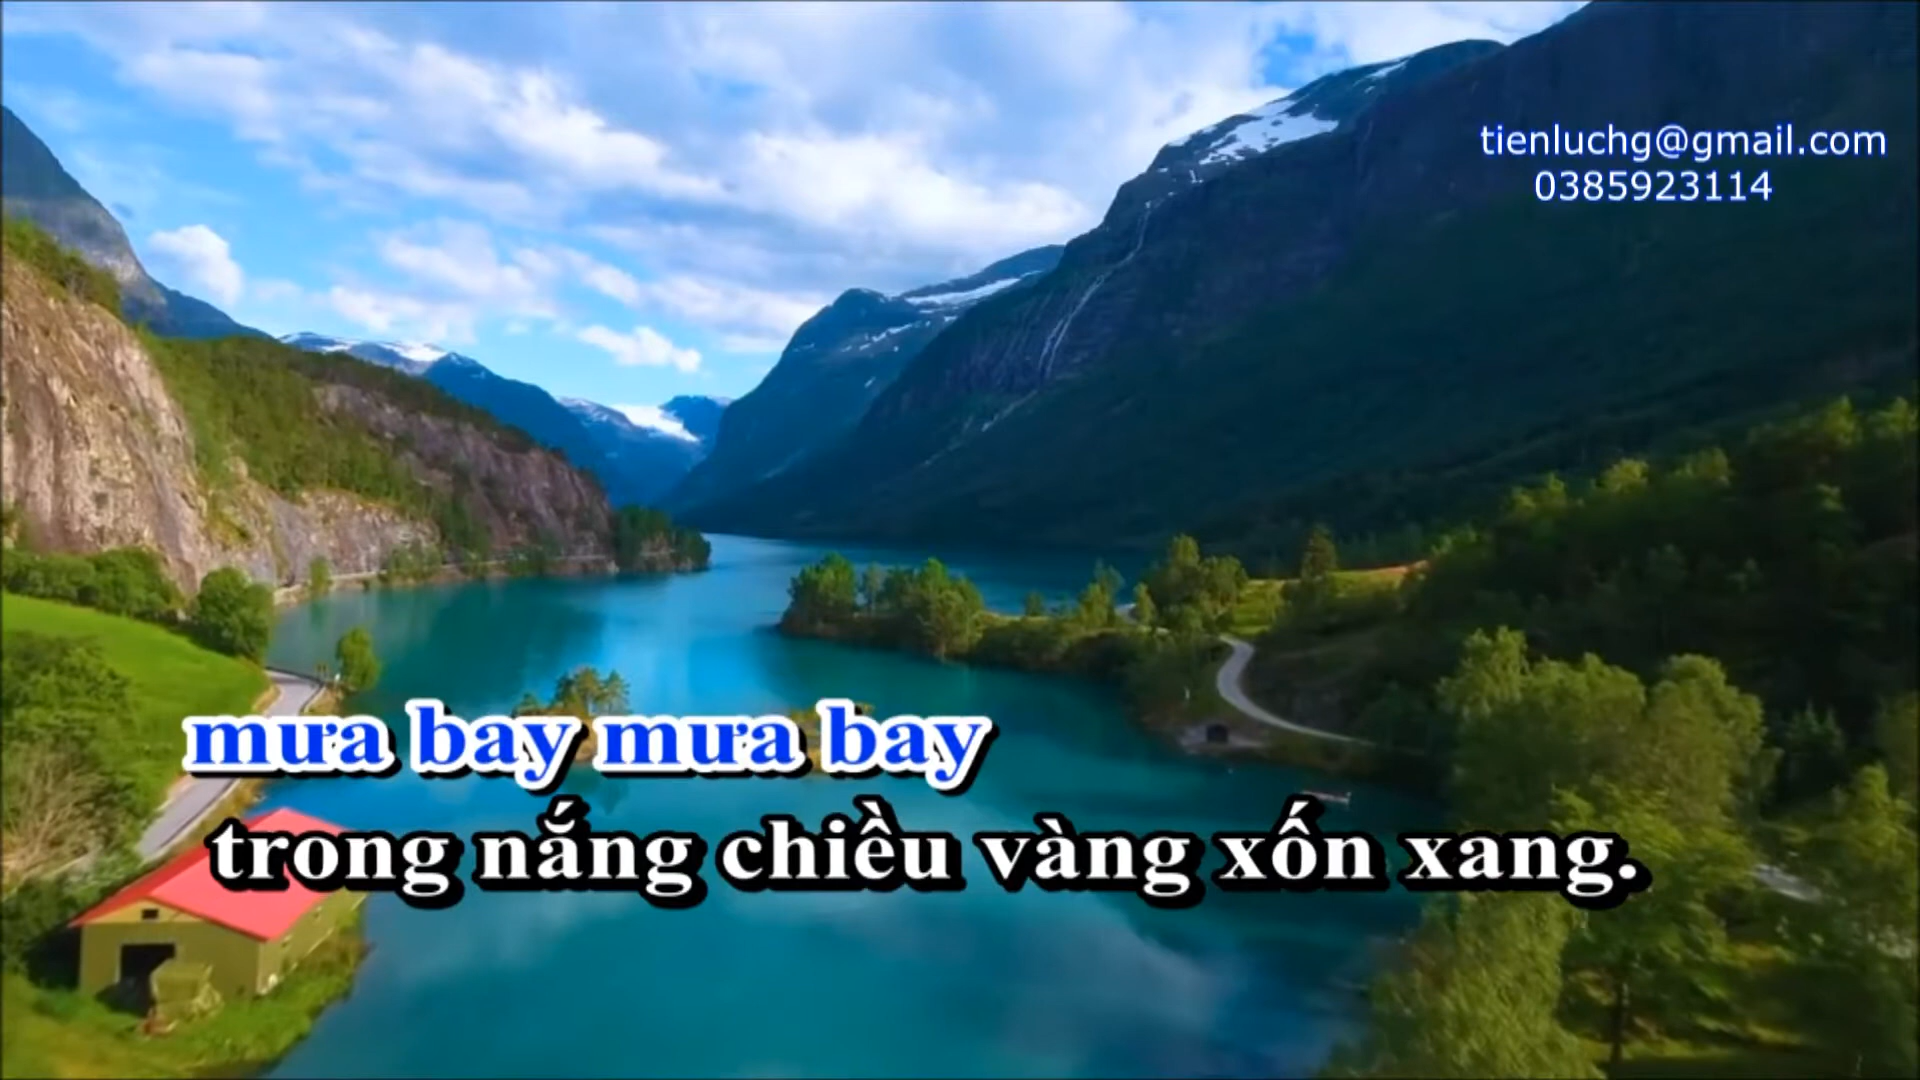 tienluchg@gmail.com
0385923114
mưa bay mưa bay
trong nắng chiều vàng xốn xang.